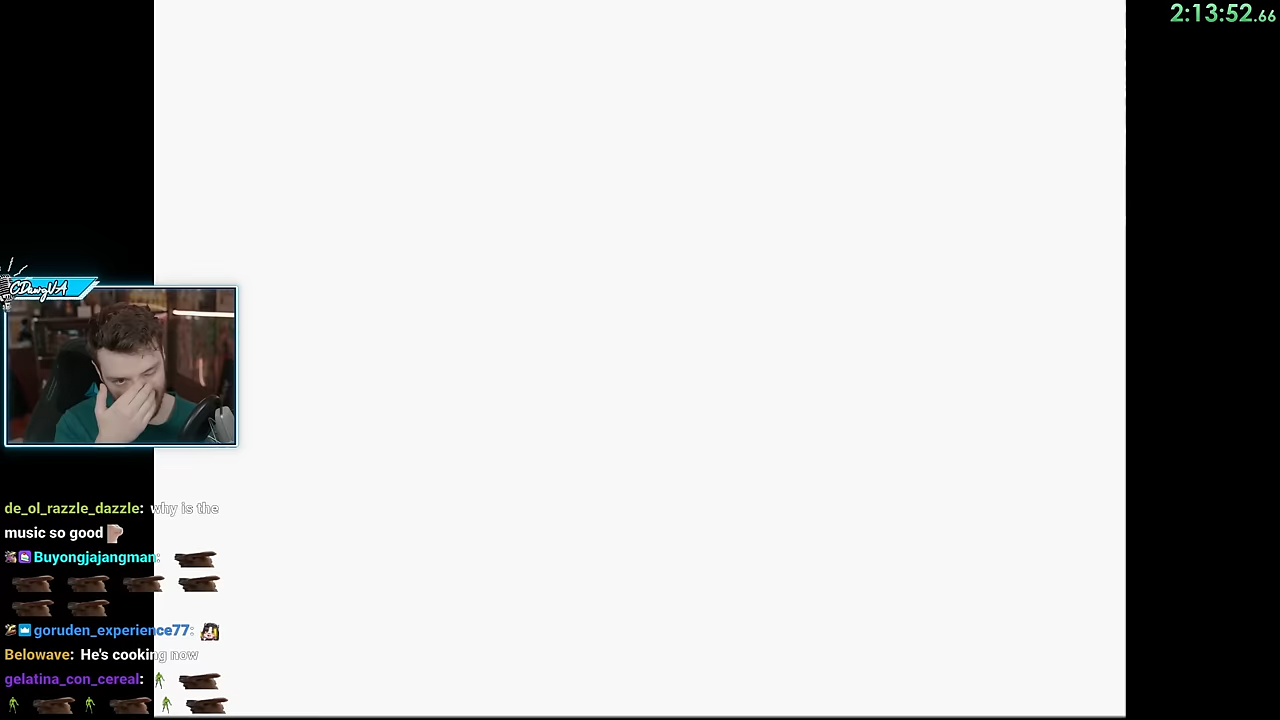 2:13:52.66
CDawgVA
de_ol_razzle_dazzle: why is the
music so good
Buyongjajangman:
goruden_experience77:
Belowave: He's cooking now
gelatina_con_cereal: